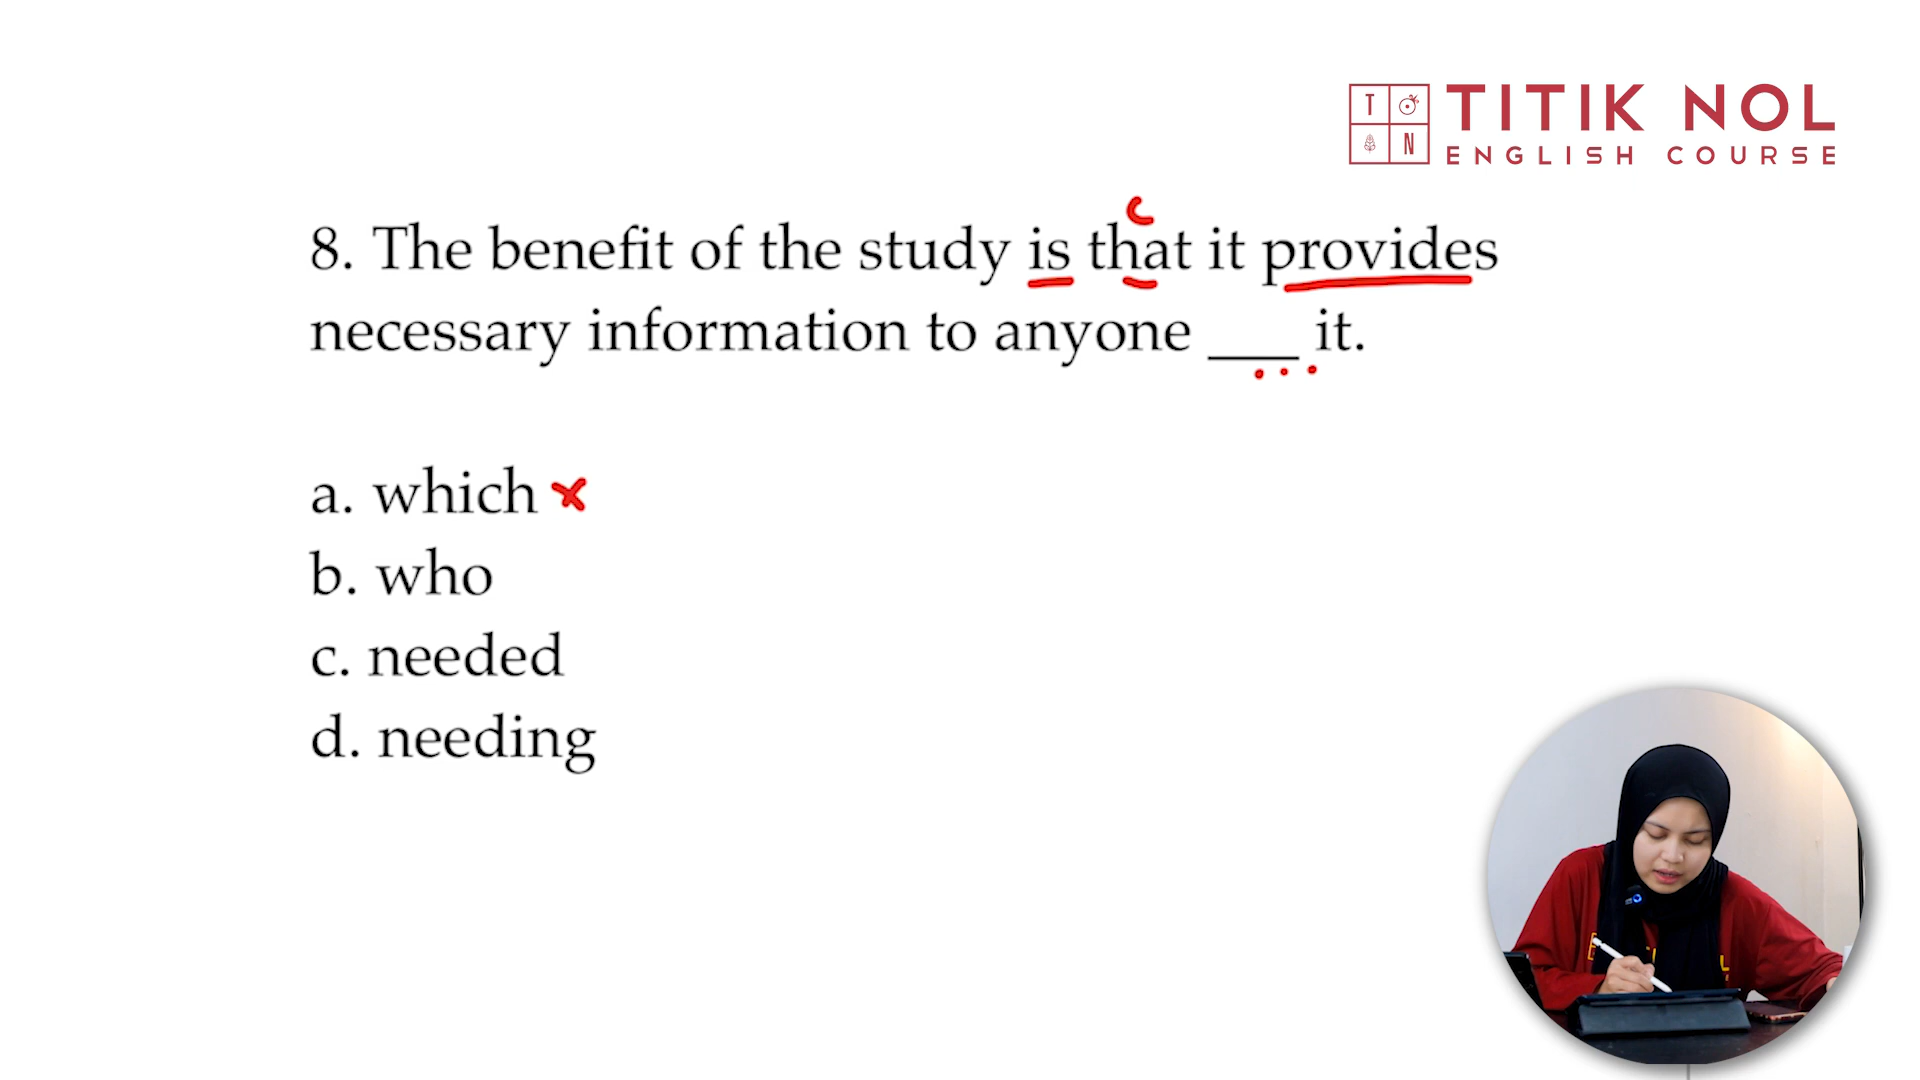 TITIK NOL
ENGLISH COURSE
T
N
8. The benefit of the study is that it provides
necessary information to anyone ____ it.
c
a. which x
b. who
c. needed
d. needing